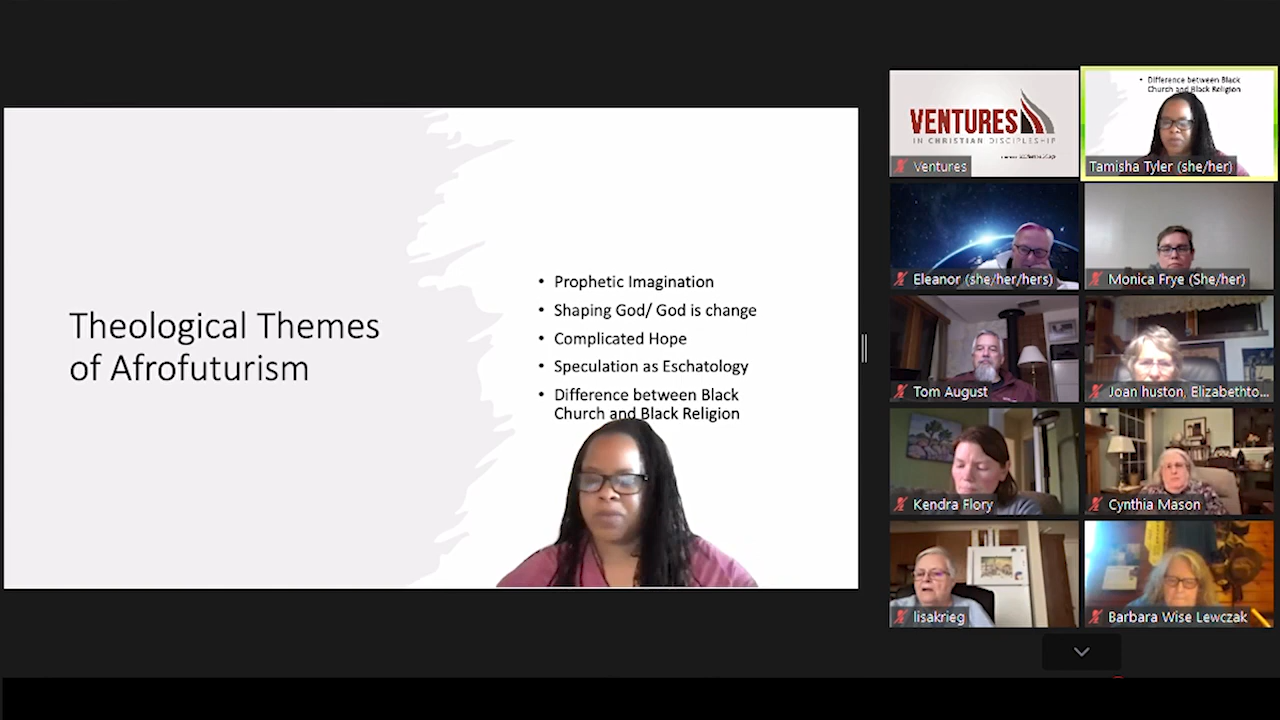 Theological Themes
of Afrofuturism
• Prophetic Imagination
• Shaping God/ God is change
• Complicated Hope
• Speculation as Eschatology
• Difference between Black
Church and Black Religion
VENTURES
IN CHRISTIAN DISCIPLESHIP
Ventures
• Difference between Black
Church and Black Religion
Tamisha Tyler (she/her)
Eleanor (she/her/hers)
Monica Frye (She/her)
Tom August
Joan huston, Elizabethto...
Kendra Flory
Cynthia Mason
lisakrieg
Barbara Wise Lewczak